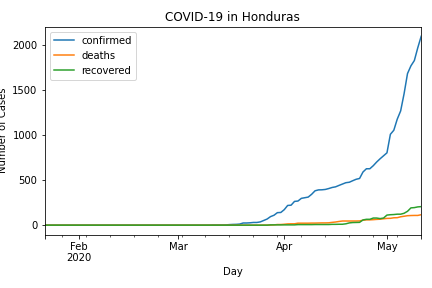 COVID-19 in Honduras
confirmed
deaths
recovered
2000
1500
1000
500
0
Number of Cases
Feb
2020
Mar
Apr
May
Day